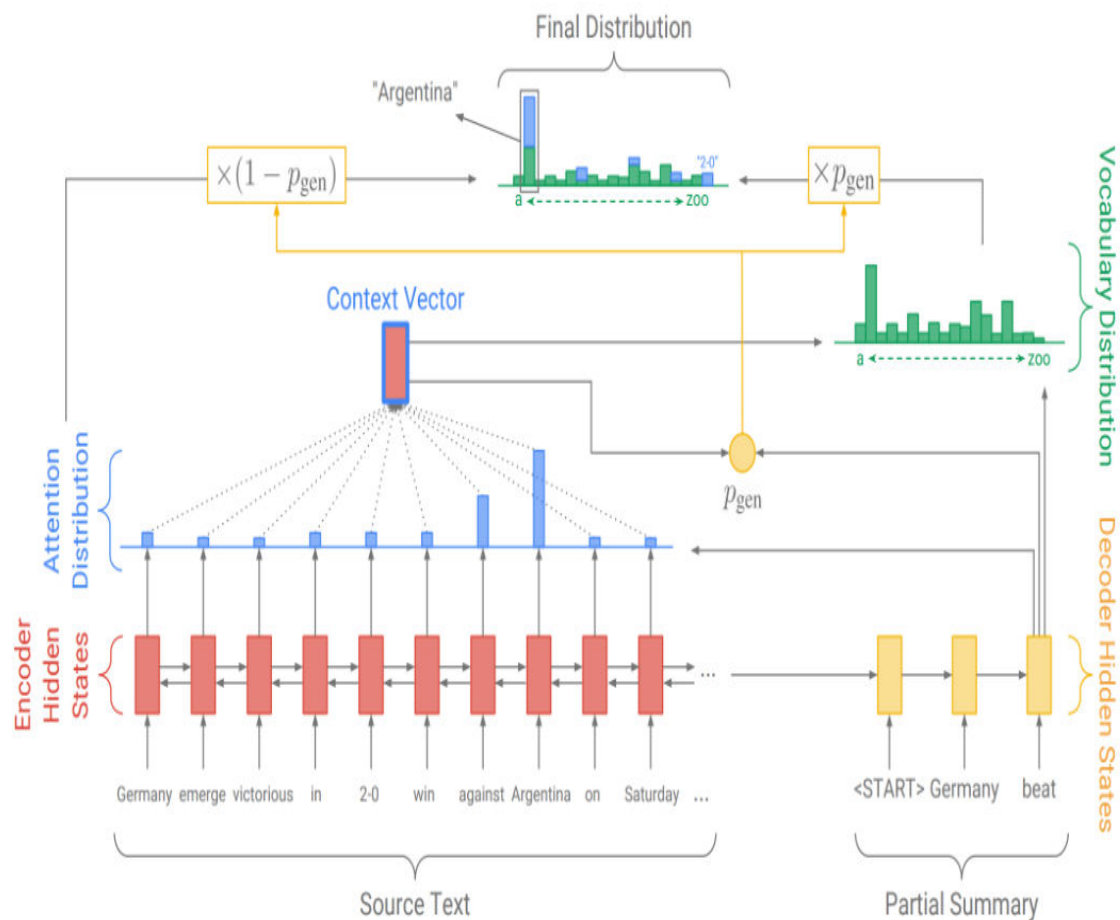 Final Distribution
"Argentina"
×(1 − p_gen)
"2-0"
×p_gen
a
zoo
Context Vector
a
zoo
Vocabulary Distribution
Attention
Distribution
p_gen
Encoder
Hidden
States
...
Decoder Hidden States
Germany emerge victorious in 2-0 win against Argentina on Saturday ...
<START> Germany beat
Source Text
Partial Summary